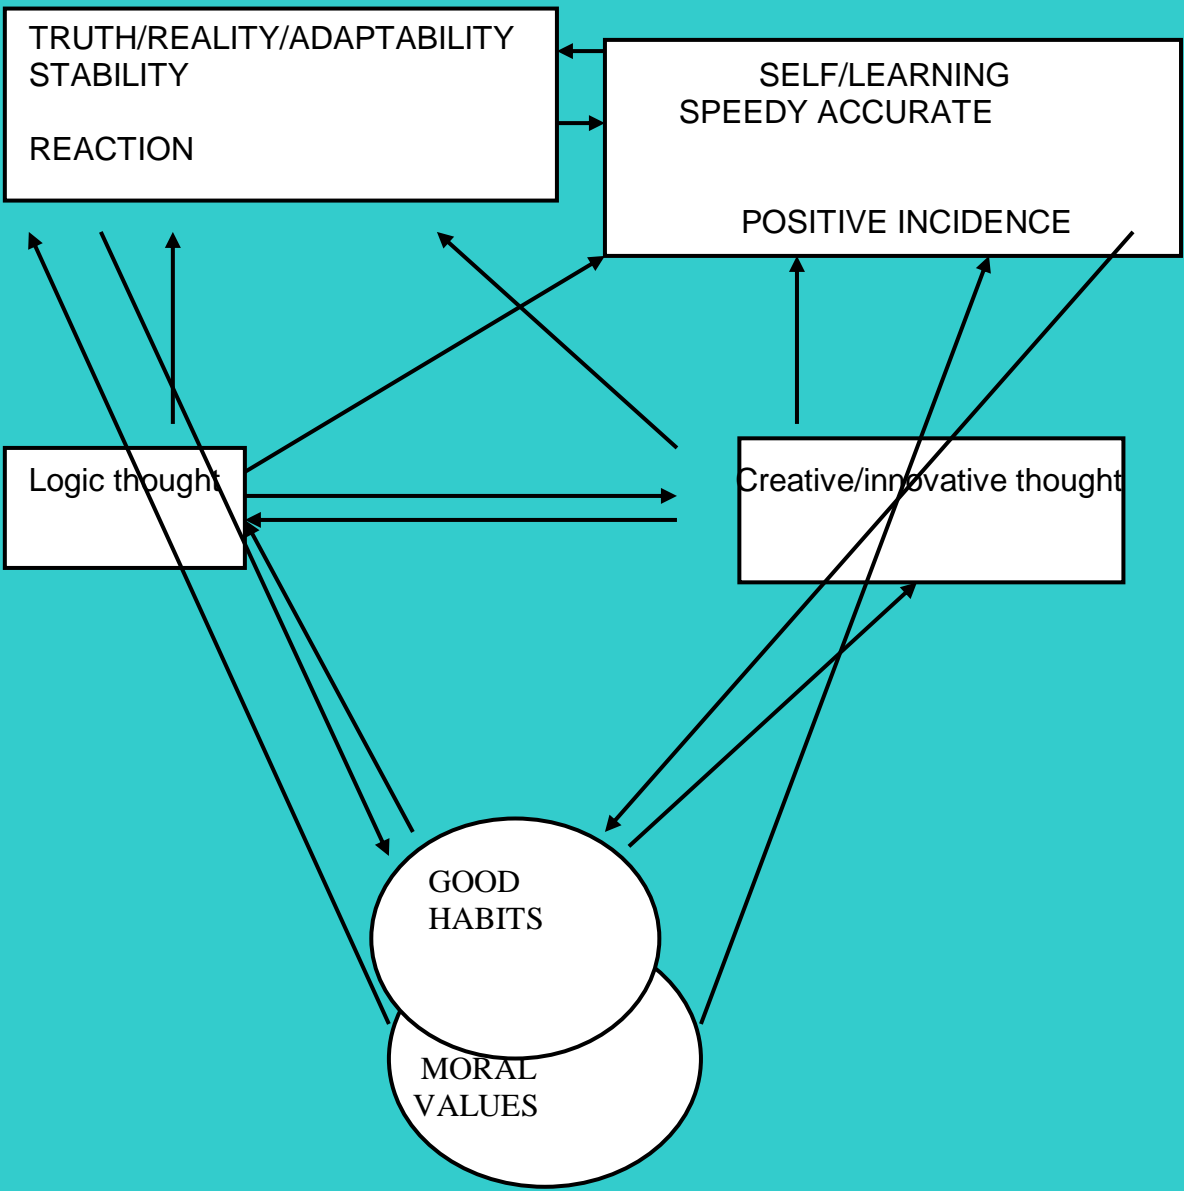 TRUTH/REALITY/ADAPTABILITY
STABILITY
REACTION
SELF/LEARNING
SPEEDY ACCURATE
POSITIVE INCIDENCE
Logic thought
Creative/innovative thought
GOOD
HABITS
MORAL
VALUES